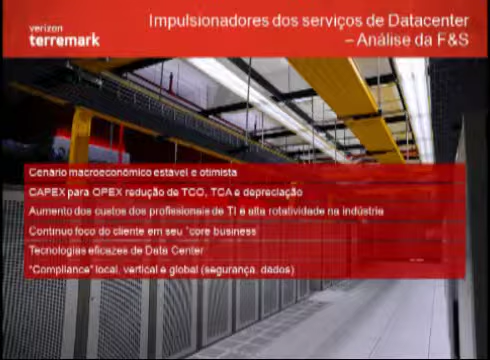 verizon
terremark
Impulsionadores dos serviços de Datacenter
– Análise da F&S
Cenário macroeconômico estável e otimista
CAPEX para OPEX redução de TCO, TCA e depreciação
Aumento dos custos dos profissionais de TI e alta rotatividade na indústria
Contínuo foco do cliente em seu "core business
Tecnologias eficazes de Data Center
"Compliance" local, vertical e global (segurança, dados)